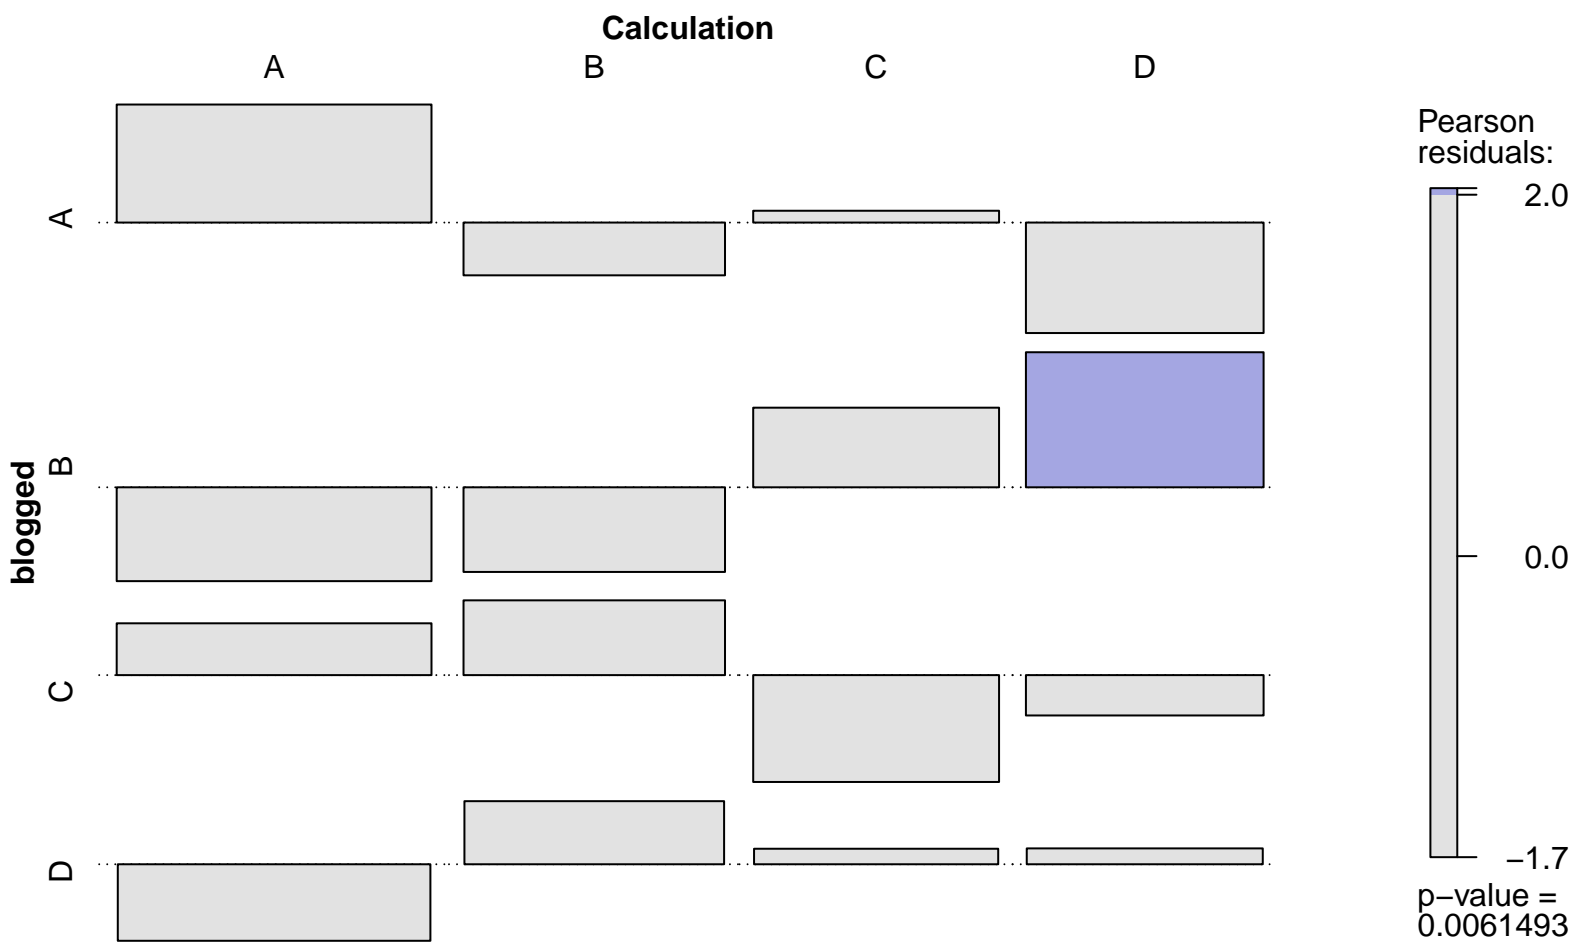 Calculation
A B C D
blogged
A
B
C
D
Pearson
residuals:
2.0
0.0
−1.7
p−value =
0.0061493